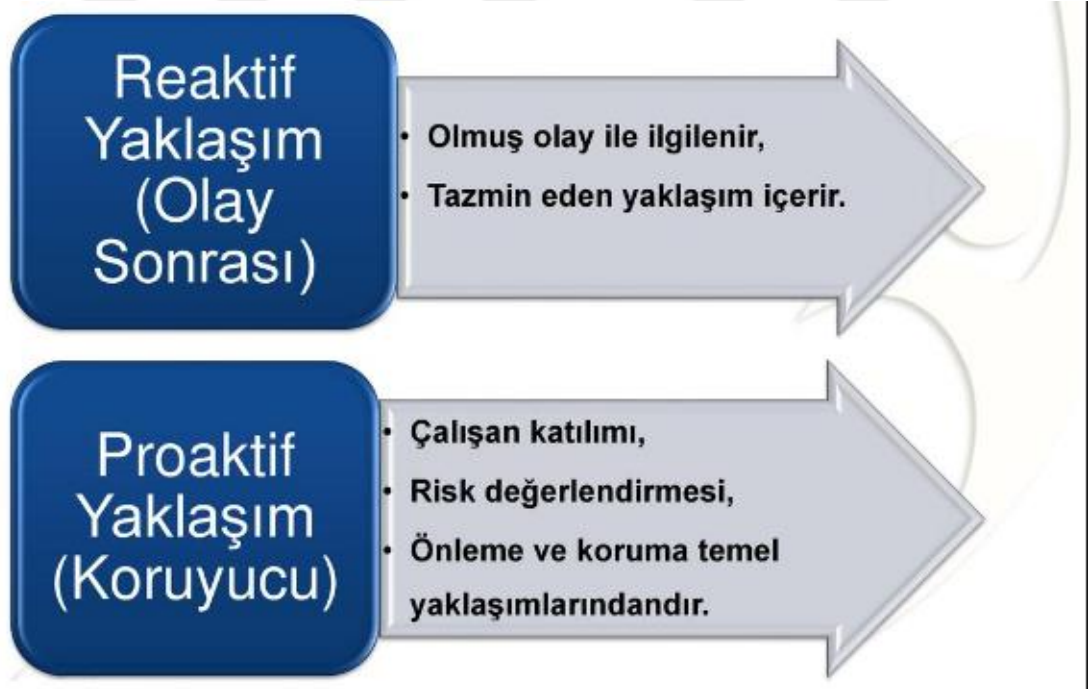 Reaktif
Yaklaşım
(Olay
Sonrası)
• Olmuş olay ile ilgilenir,
• Tazmin eden yaklaşım içerir.
Proaktif
Yaklaşım
(Koruyucu)
• Çalışan katılımı,
• Risk değerlendirmesi,
• Önleme ve koruma temel
yaklaşımlarındandır.